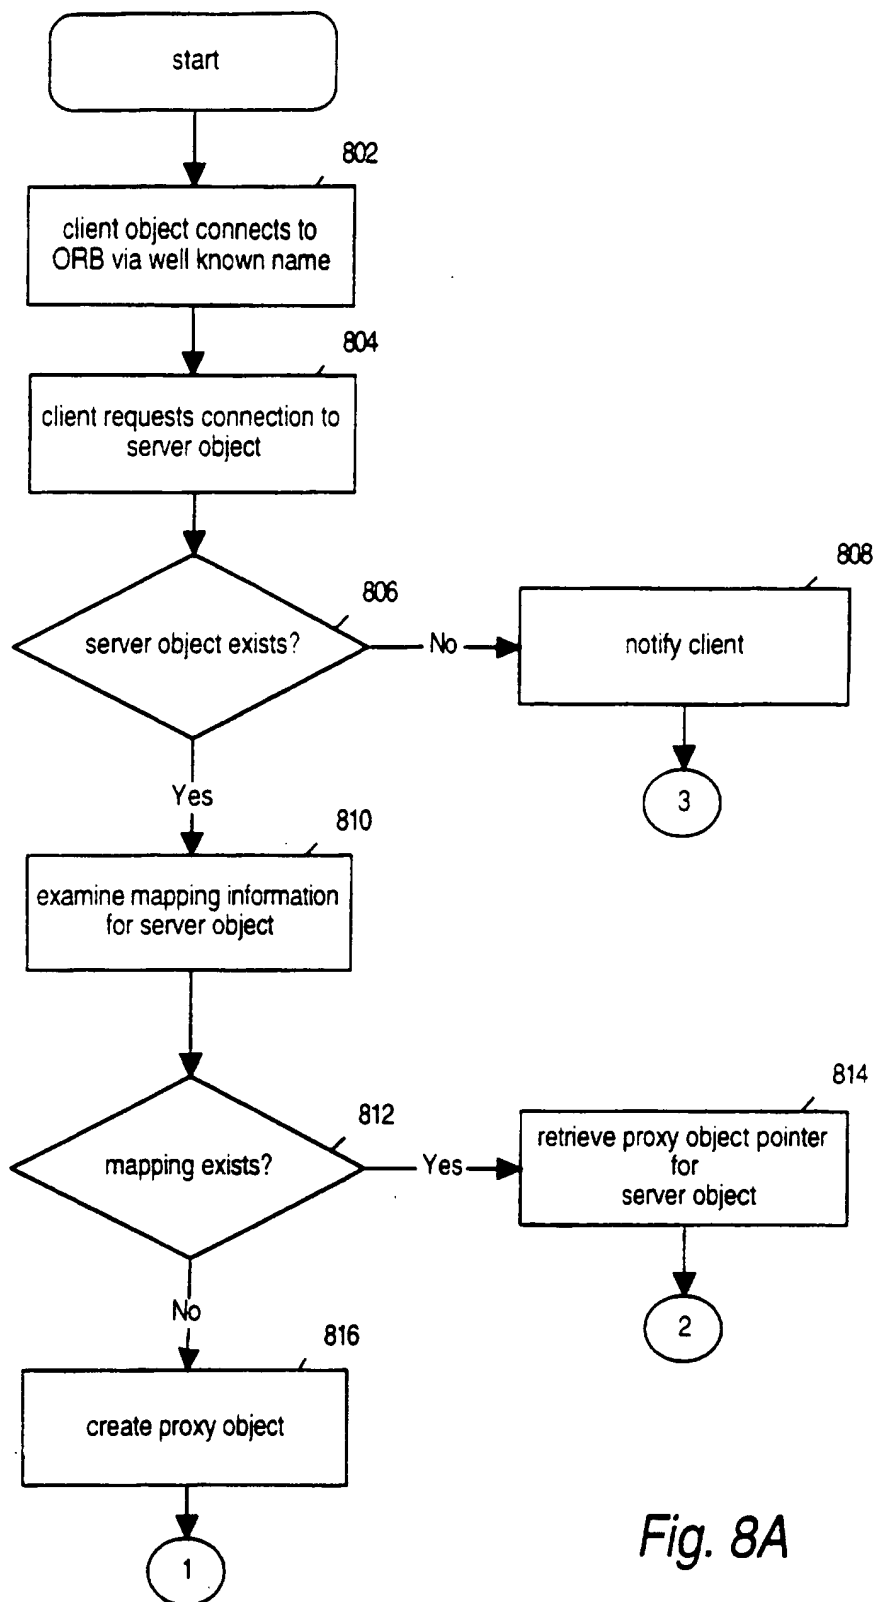 start
802
client object connects to
ORB via well known name
804
client requests connection to
server object
806
server object exists?
No
808
notify client
3
Yes
810
examine mapping information
for server object
812
mapping exists?
Yes
814
retrieve proxy object pointer
for
server object
2
No
816
create proxy object
1
Fig. 8A